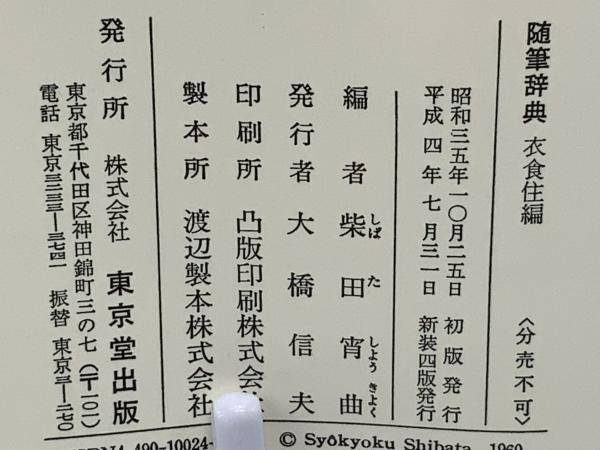 随筆辞典 衣食住編
〈分売不可〉
昭和三五年一〇月二五日 初版発行
平成四年七月三一日 新装四版発行
編者 柴田宵曲
しば た しよう きよく
発行者 大橋信夫
印刷所 凸版印刷株式会
製本所 渡辺製本株式会社
発行所 株式会社 東京堂出版
東京都千代田区神田錦町三の七(〒一〇一)
電話 東京三二三三―三七四一 振替 東京三―二七〇
4-490-10024-
© Syôkyoku Shibata 1960